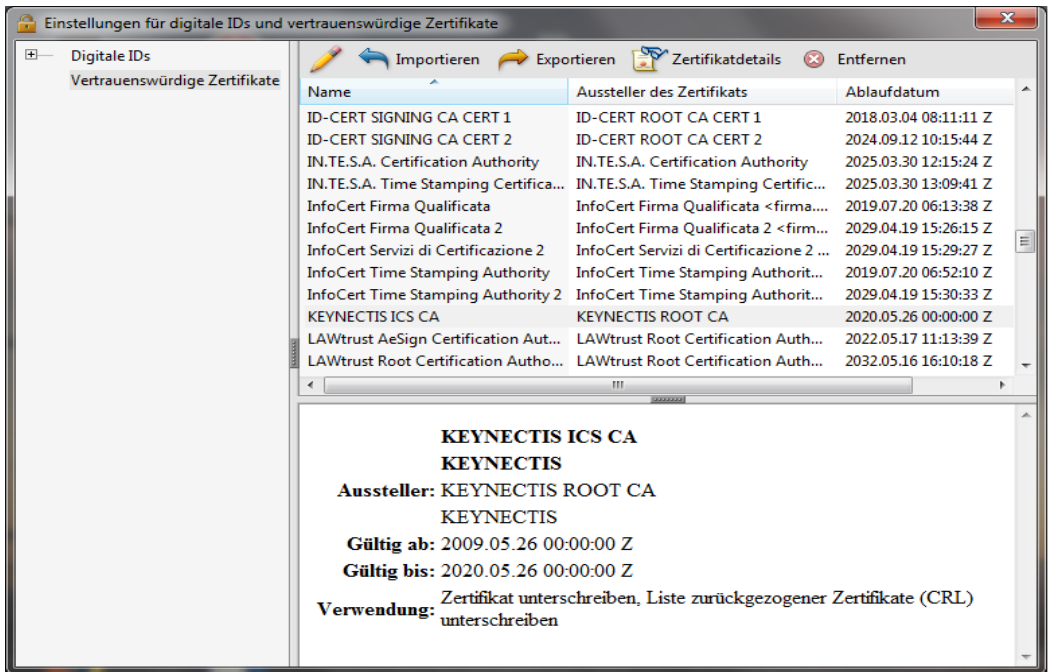 Einstellungen für digitale IDs und vertrauenswürdige Zertifikate
Digitale IDs
Vertrauenswürdige Zertifikate
Importieren Exportieren Zertifikatdetails Entfernen
Name Aussteller des Zertifikats Ablaufdatum
ID-CERT SIGNING CA CERT 1 ID-CERT ROOT CA CERT 1 2018.03.04 08:11:11 Z
ID-CERT SIGNING CA CERT 2 ID-CERT ROOT CA CERT 2 2024.09.12 10:15:44 Z
IN.TE.S.A. Certification Authority IN.TE.S.A. Certification Authority 2025.03.30 12:15:24 Z
IN.TE.S.A. Time Stamping Certifica... IN.TE.S.A. Time Stamping Certific... 2025.03.30 13:09:41 Z
InfoCert Firma Qualificata InfoCert Firma Qualificata <firma.... 2019.07.20 06:13:38 Z
InfoCert Firma Qualificata 2 InfoCert Firma Qualificata 2 <firm... 2029.04.19 15:26:15 Z
InfoCert Servizi di Certificazione 2 InfoCert Servizi di Certificazione 2 ... 2029.04.19 15:29:27 Z
InfoCert Time Stamping Authority InfoCert Time Stamping Authorit... 2019.07.20 06:52:10 Z
InfoCert Time Stamping Authority 2 InfoCert Time Stamping Authorit... 2029.04.19 15:30:33 Z
KEYNECTIS ICS CA KEYNECTIS ROOT CA 2020.05.26 00:00:00 Z
LAWtrust AeSign Certification Aut... LAWtrust Root Certification Auth... 2022.05.17 11:13:39 Z
LAWtrust Root Certification Autho... LAWtrust Root Certification Auth... 2032.05.16 16:10:18 Z
KEYNECTIS ICS CA
KEYNECTIS
Aussteller: KEYNECTIS ROOT CA
KEYNECTIS
Gültig ab: 2009.05.26 00:00:00 Z
Gültig bis: 2020.05.26 00:00:00 Z
Verwendung: Zertifikat unterschreiben, Liste zurückgezogener Zertifikate (CRL)
unterschreiben